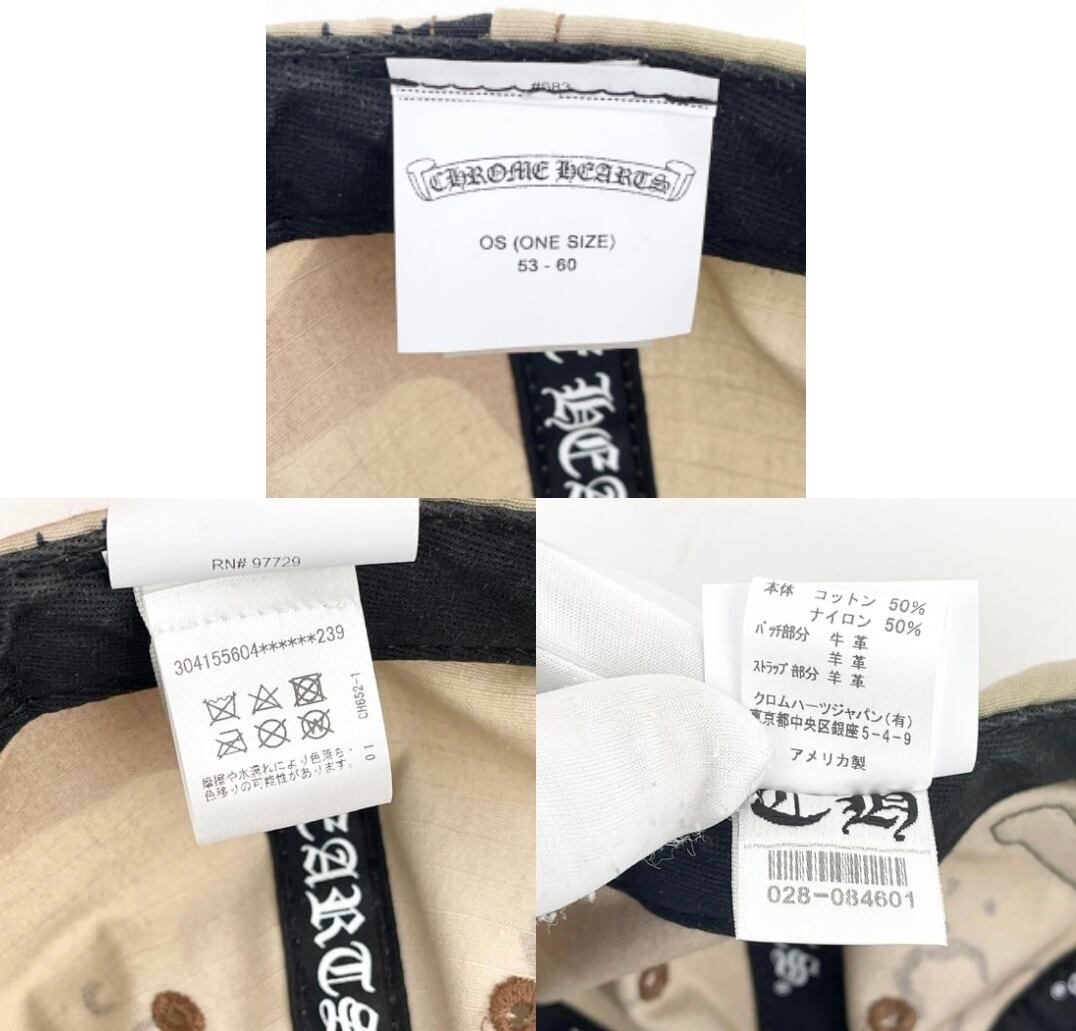 #683
CHROME HEARTS
OS (ONE SIZE)
53 - 60
HEA
RN# 97729
304155604******239
CH652-1
01
摩擦や水濡れにより色落ち・
色移りの可能性があります。
EARTS
本体 コットン 50%
ナイロン 50%
パッチ部分 牛革
羊革
ストラップ部分 羊革
クロムハーツジャパン(有)
東京都中央区銀座5-4-9
アメリカ製
CH
028-084601